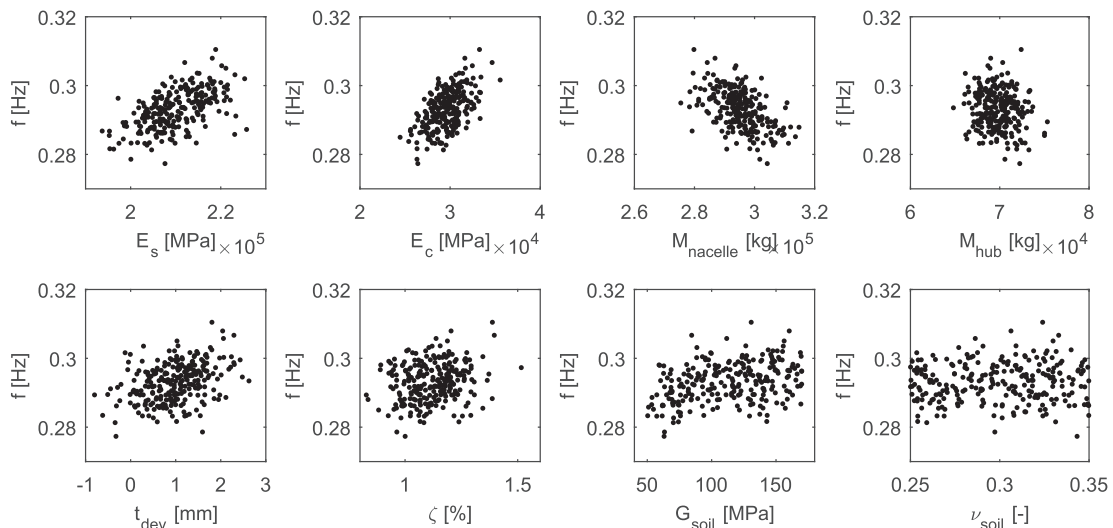 0.32 0.32 0.32 0.32
f [Hz] 0.3 f [Hz] 0.3 f [Hz] 0.3 f [Hz] 0.3
0.28 0.28 0.28 0.28
2 2.2 2 3 4 2.6 2.8 3 3.2 6 7 8
E_s [MPa] ×10^5 E_c [MPa] ×10^4 M_nacelle [kg] ×10^5 M_hub [kg] ×10^4
0.32 0.32 0.32 0.32
f [Hz] 0.3 f [Hz] 0.3 f [Hz] 0.3 f [Hz] 0.3
0.28 0.28 0.28 0.28
-1 0 1 2 3 1 1.5 50 100 150 0.25 0.3 0.35
t_dev [mm] ζ [%] G_soil [MPa] ν_soil [-]